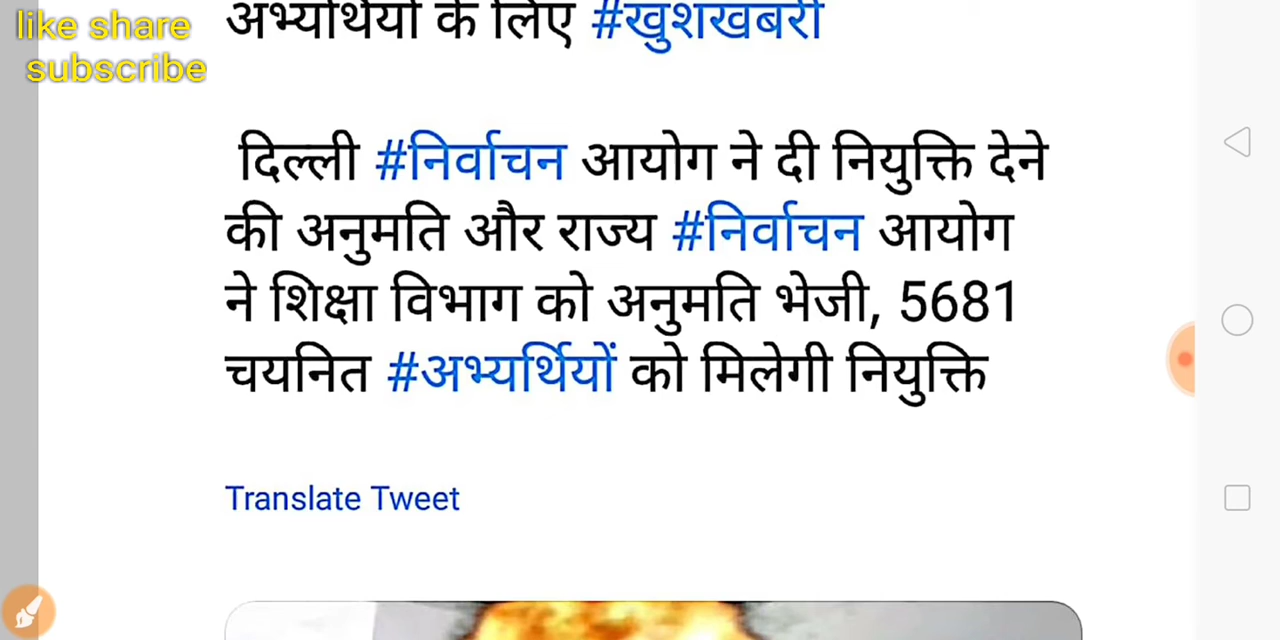 like share
subscribe
अभ्यर्थियों के लिए #खुशखबरी
दिल्ली #निर्वाचन आयोग ने दी नियुक्ति देने
की अनुमति और राज्य #निर्वाचन आयोग
ने शिक्षा विभाग को अनुमति भेजी, 5681
चयनित #अभ्यर्थियों को मिलेगी नियुक्ति
Translate Tweet